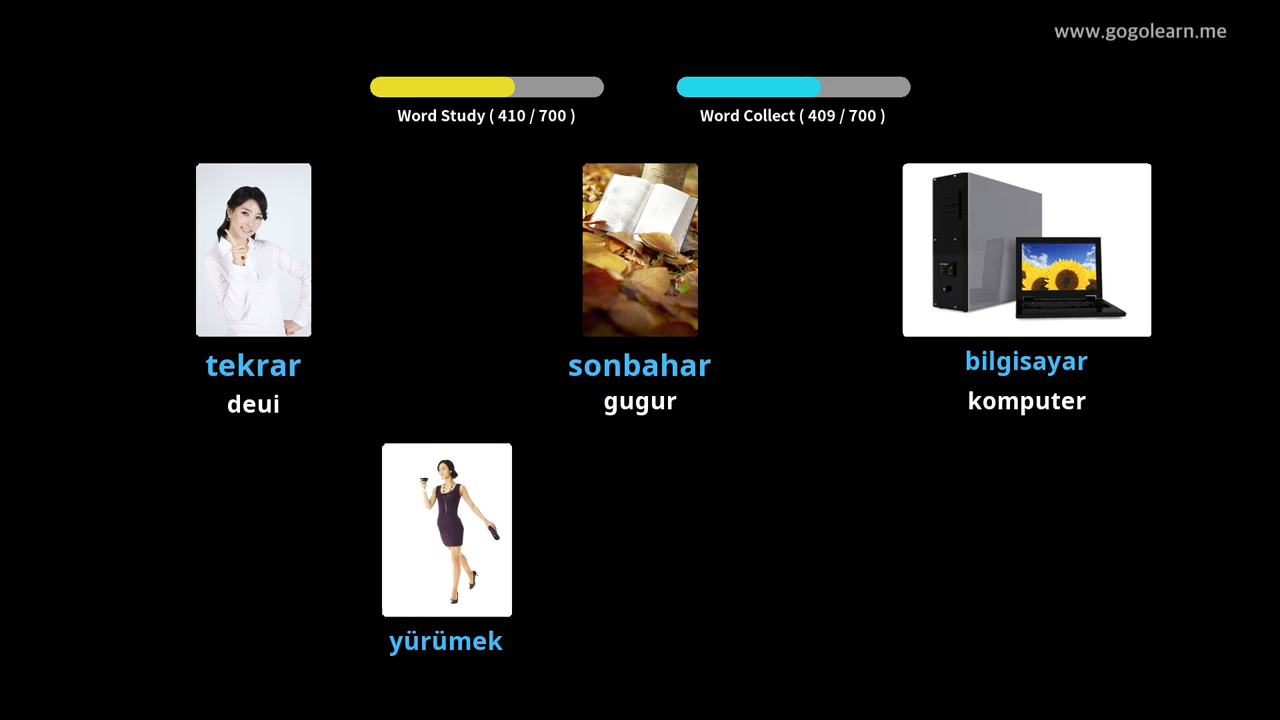 www.gogolearn.me
Word Study ( 410 / 700 )
Word Collect ( 409 / 700 )
tekrar
deui
sonbahar
gugur
bilgisayar
komputer
yürümek